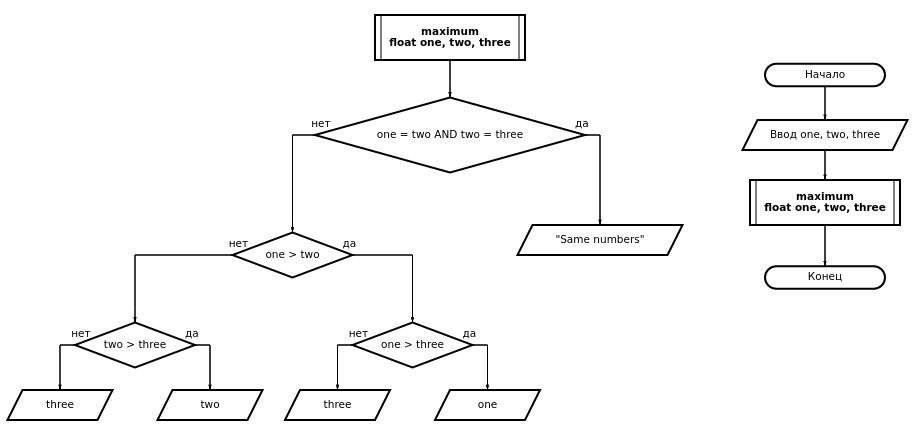 maximum
float one, two, three
нет
one = two AND two = three
да
нет
one > two
да
"Same numbers"
нет
two > three
да
нет
one > three
да
three
two
three
one
Начало
Ввод one, two, three
maximum
float one, two, three
Конец